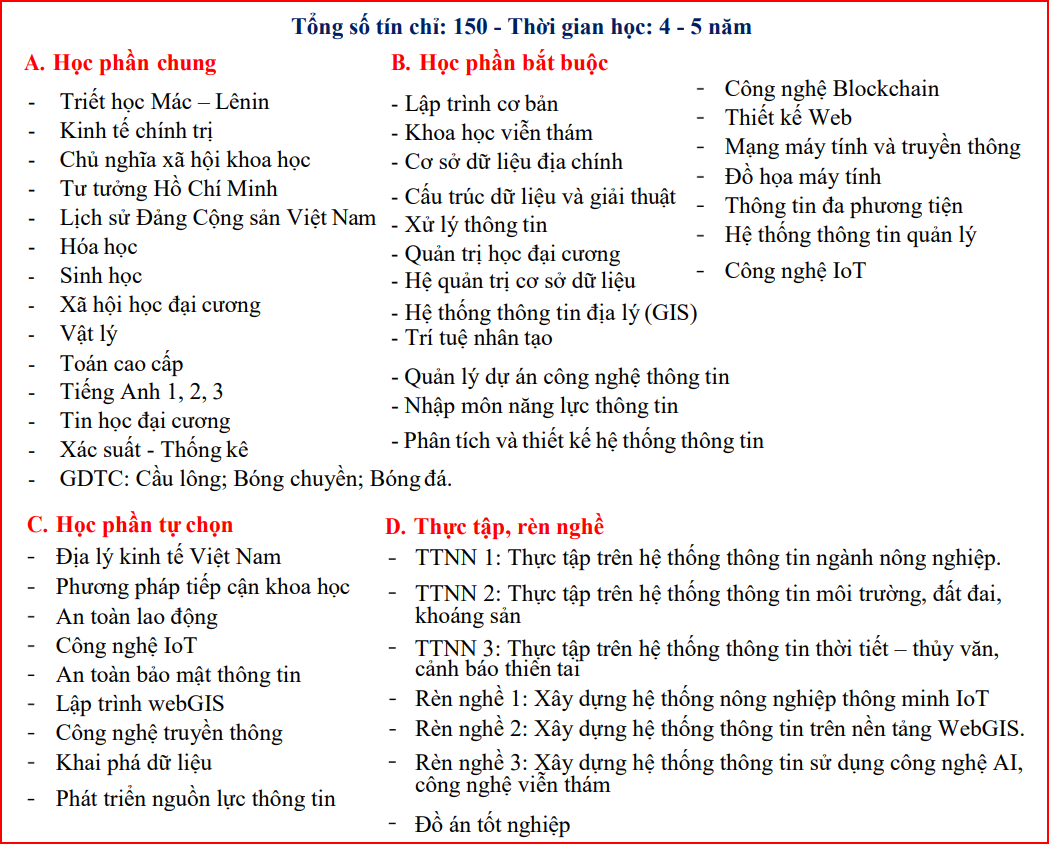 Tổng số tín chỉ: 150 - Thời gian học: 4 - 5 năm
A. Học phần chung
- Triết học Mác – Lênin
- Kinh tế chính trị
- Chủ nghĩa xã hội khoa học
- Tư tưởng Hồ Chí Minh
- Lịch sử Đảng Cộng sản Việt Nam
- Hóa học
- Sinh học
- Xã hội học đại cương
- Vật lý
- Toán cao cấp
- Tiếng Anh 1, 2, 3
- Tin học đại cương
- Xác suất - Thống kê
- GDTC: Cầu lông; Bóng chuyền; Bóng đá.
B. Học phần bắt buộc
- Lập trình cơ bản
- Khoa học viễn thám
- Cơ sở dữ liệu địa chính
- Cấu trúc dữ liệu và giải thuật
- Xử lý thông tin
- Quản trị học đại cương
- Hệ quản trị cơ sở dữ liệu
- Hệ thống thông tin địa lý (GIS)
- Trí tuệ nhân tạo
- Quản lý dự án công nghệ thông tin
- Nhập môn năng lực thông tin
- Phân tích và thiết kế hệ thống thông tin
- Công nghệ Blockchain
- Thiết kế Web
- Mạng máy tính và truyền thông
- Đồ họa máy tính
- Thông tin đa phương tiện
- Hệ thống thông tin quản lý
- Công nghệ IoT
C. Học phần tự chọn
- Địa lý kinh tế Việt Nam
- Phương pháp tiếp cận khoa học
- An toàn lao động
- Công nghệ IoT
- An toàn bảo mật thông tin
- Lập trình webGIS
- Công nghệ truyền thông
- Khai phá dữ liệu
- Phát triển nguồn lực thông tin
D. Thực tập, rèn nghề
- TTNN 1: Thực tập trên hệ thống thông tin ngành nông nghiệp.
- TTNN 2: Thực tập trên hệ thống thông tin môi trường, đất đai,
khoáng sản
- TTNN 3: Thực tập trên hệ thống thông tin thời tiết – thủy văn,
cảnh báo thiên tai
- Rèn nghề 1: Xây dựng hệ thống nông nghiệp thông minh IoT
- Rèn nghề 2: Xây dựng hệ thống thông tin trên nền tảng WebGIS.
- Rèn nghề 3: Xây dựng hệ thống thông tin sử dụng công nghệ AI,
công nghệ viễn thám
- Đồ án tốt nghiệp